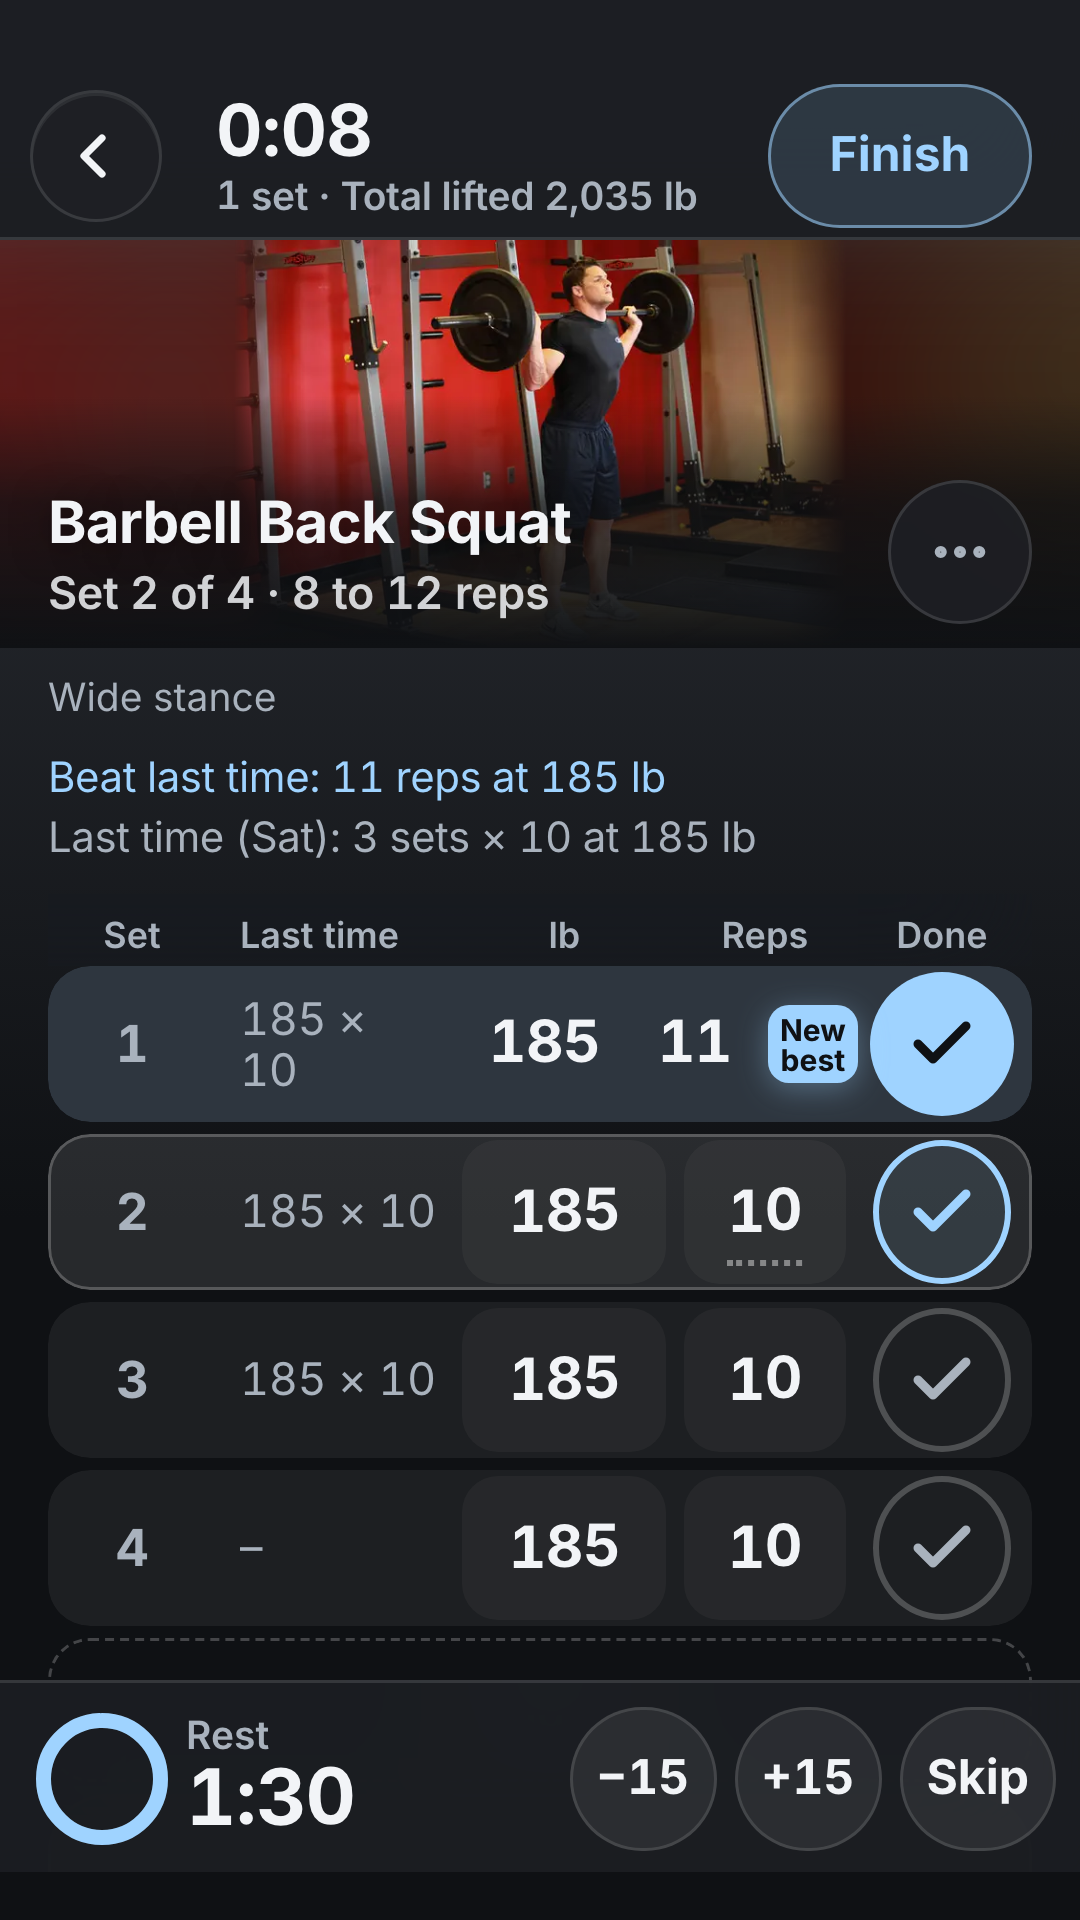 0:08
1 set · Total lifted 2,035 lb
Finish
Barbell Back Squat
Set 2 of 4 · 8 to 12 reps
Wide stance
Beat last time: 11 reps at 185 lb
Last time (Sat): 3 sets × 10 at 185 lb
Set Last time lb Reps Done
1 185 × 10 185 11 New best
2 185 × 10 185 10
3 185 × 10 185 10
4 – 185 10
Rest
1:30
−15 +15 Skip